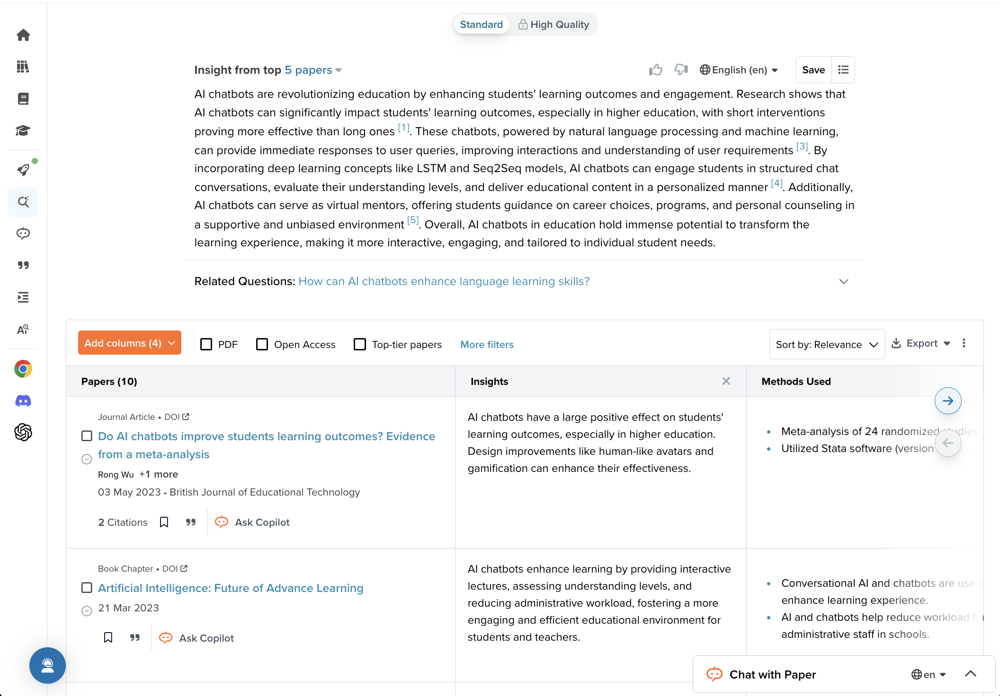 Standard High Quality
Insight from top 5 papers English (en) Save
AI chatbots are revolutionizing education by enhancing students' learning outcomes and engagement. Research shows that
AI chatbots can significantly impact students' learning outcomes, especially in higher education, with short interventions
proving more effective than long ones [1]. These chatbots, powered by natural language processing and machine learning,
can provide immediate responses to user queries, improving interactions and understanding of user requirements [3]. By
incorporating deep learning concepts like LSTM and Seq2Seq models, AI chatbots can engage students in structured chat
conversations, evaluate their understanding levels, and deliver educational content in a personalized manner [4]. Additionally,
AI chatbots can serve as virtual mentors, offering students guidance on career choices, programs, and personal counseling in
a supportive and unbiased environment [5]. Overall, AI chatbots in education hold immense potential to transform the
learning experience, making it more interactive, engaging, and tailored to individual student needs.
Related Questions: How can AI chatbots enhance language learning skills?
Add columns (4) PDF Open Access Top-tier papers More filters Sort by: Relevance Export
Papers (10) Insights Methods Used
Journal Article • DOI
Do AI chatbots improve students learning outcomes? Evidence
from a meta-analysis
Rong Wu +1 more
03 May 2023 - British Journal of Educational Technology
2 Citations Ask Copilot
AI chatbots have a large positive effect on students'
learning outcomes, especially in higher education.
Design improvements like human-like avatars and
gamification can enhance their effectiveness.
• Meta-analysis of 24 randomized studies
• Utilized Stata software (version
Book Chapter • DOI
Artificial Intelligence: Future of Advance Learning
21 Mar 2023
Ask Copilot
AI chatbots enhance learning by providing interactive
lectures, assessing understanding levels, and
reducing administrative workload, fostering a more
engaging and efficient educational environment for
students and teachers.
• Conversational AI and chatbots are used
enhance learning experience.
• AI and chatbots help reduce workload for
administrative staff in schools.
Chat with Paper en